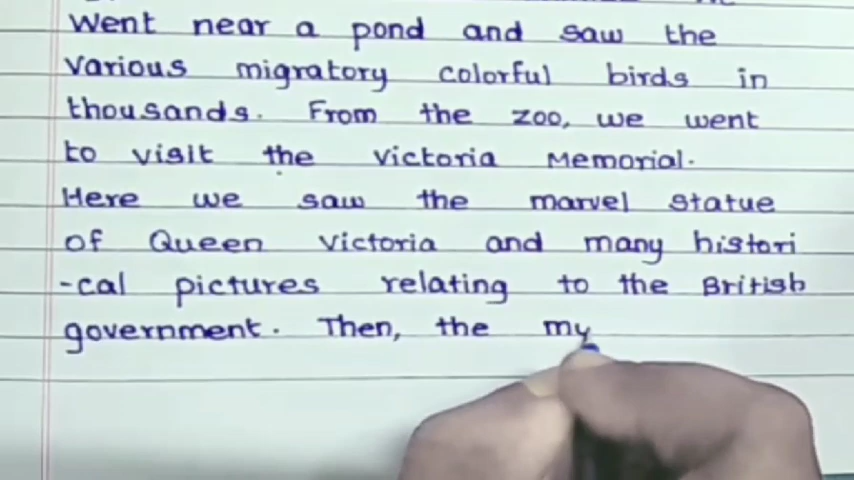 went near a pond and saw the
various migratory colorful birds in
thousands. From the zoo, we went
to visit the victoria Memorial.
Here we saw the marvel statue
of Queen victoria and many histori
-cal pictures relating to the British
government. Then, the my